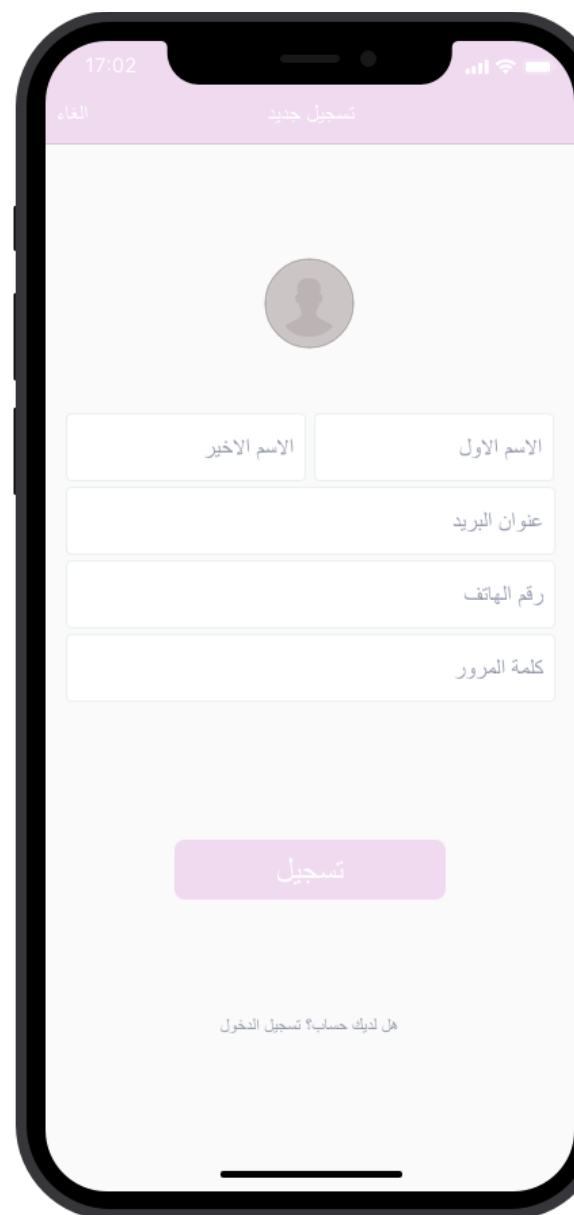 17:02
تسجيل جديد
الغاء
الاسم الاول
الاسم الاخير
عنوان البريد
رقم الهاتف
كلمة المرور
تسجيل
هل لديك حساب؟ تسجيل الدخول